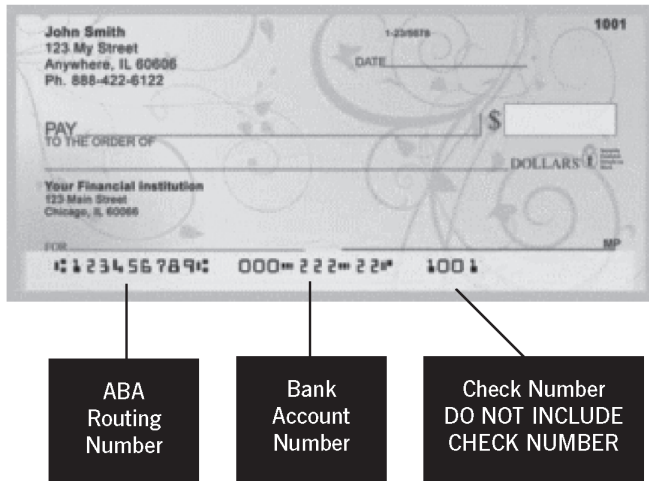 John Smith
1-23/5678
1001
123 My Street
Anywhere, IL 60606
DATE
Ph. 888-422-6122
PAY
TO THE ORDER OF
$
DOLLARS
Your Financial Institution
123 Main Street
Chicago, IL 60066
FOR
MP
⑆123456789⑆ 000⑉222⑉22⑈ 1001
ABA
Routing
Number
Bank
Account
Number
Check Number
DO NOT INCLUDE
CHECK NUMBER